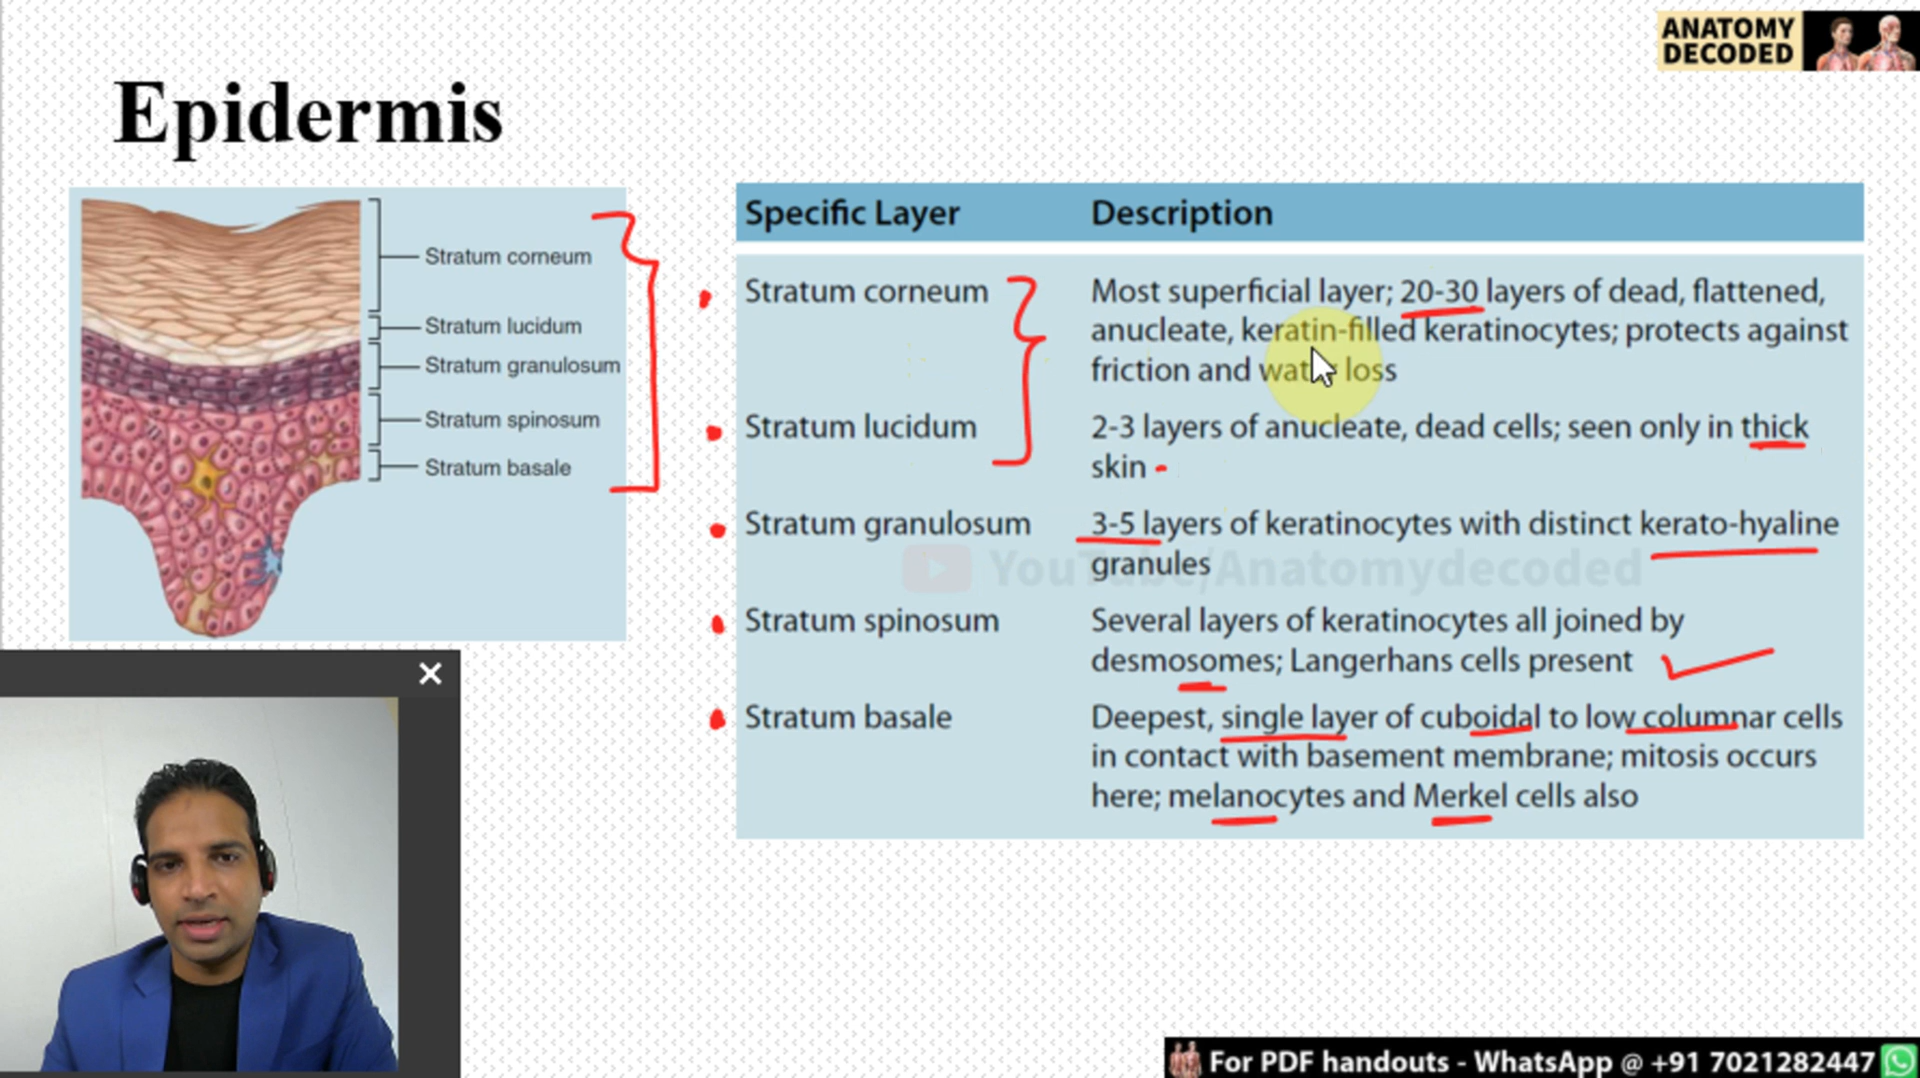 ANATOMY
DECODED
Epidermis
Stratum corneum
Stratum lucidum
Stratum granulosum
Stratum spinosum
Stratum basale
Specific Layer Description
Stratum corneum Most superficial layer; 20-30 layers of dead, flattened,
anucleate, keratin-filled keratinocytes; protects against
friction and water loss
Stratum lucidum 2-3 layers of anucleate, dead cells; seen only in thick
skin
Stratum granulosum 3-5 layers of keratinocytes with distinct kerato-hyaline
granules
YouTube/Anatomydecoded
Stratum spinosum Several layers of keratinocytes all joined by
desmosomes; Langerhans cells present
Stratum basale Deepest, single layer of cuboidal to low columnar cells
in contact with basement membrane; mitosis occurs
here; melanocytes and Merkel cells also
For PDF handouts - WhatsApp @ +91 7021282447